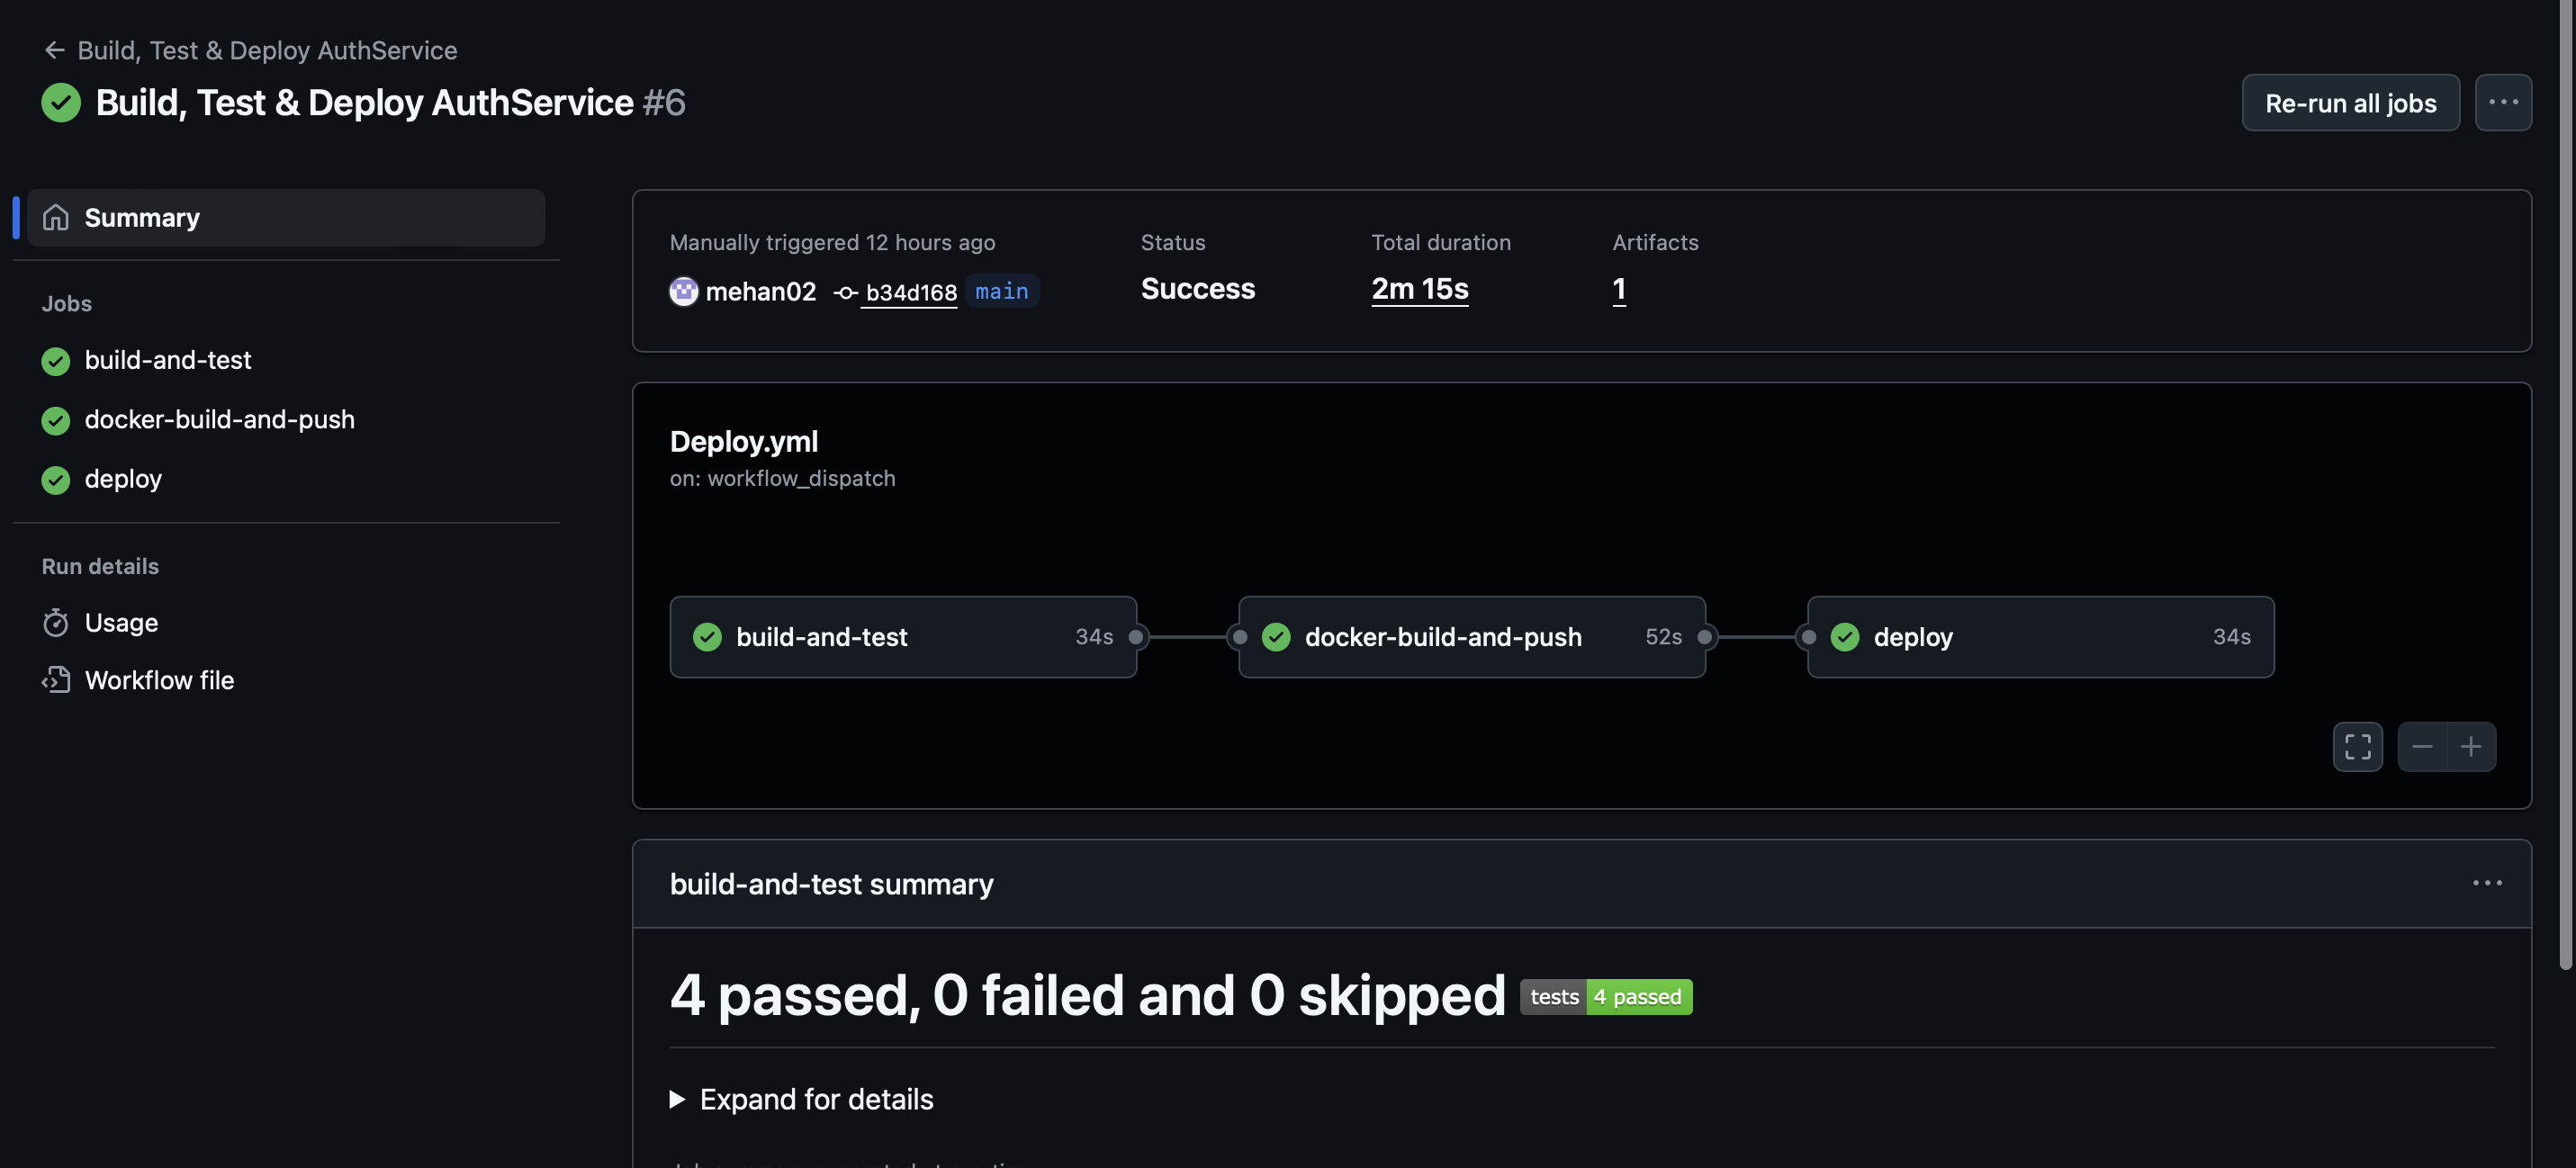 Build, Test & Deploy AuthService
Build, Test & Deploy AuthService #6
Re-run all jobs
Summary
Jobs
build-and-test
docker-build-and-push
deploy
Run details
Usage
Workflow file
Manually triggered 12 hours ago
mehan02 b34d168 main
Status
Success
Total duration
2m 15s
Artifacts
1
Deploy.yml
on: workflow_dispatch
build-and-test 34s
docker-build-and-push 52s
deploy 34s
build-and-test summary
4 passed, 0 failed and 0 skipped
tests 4 passed
Expand for details